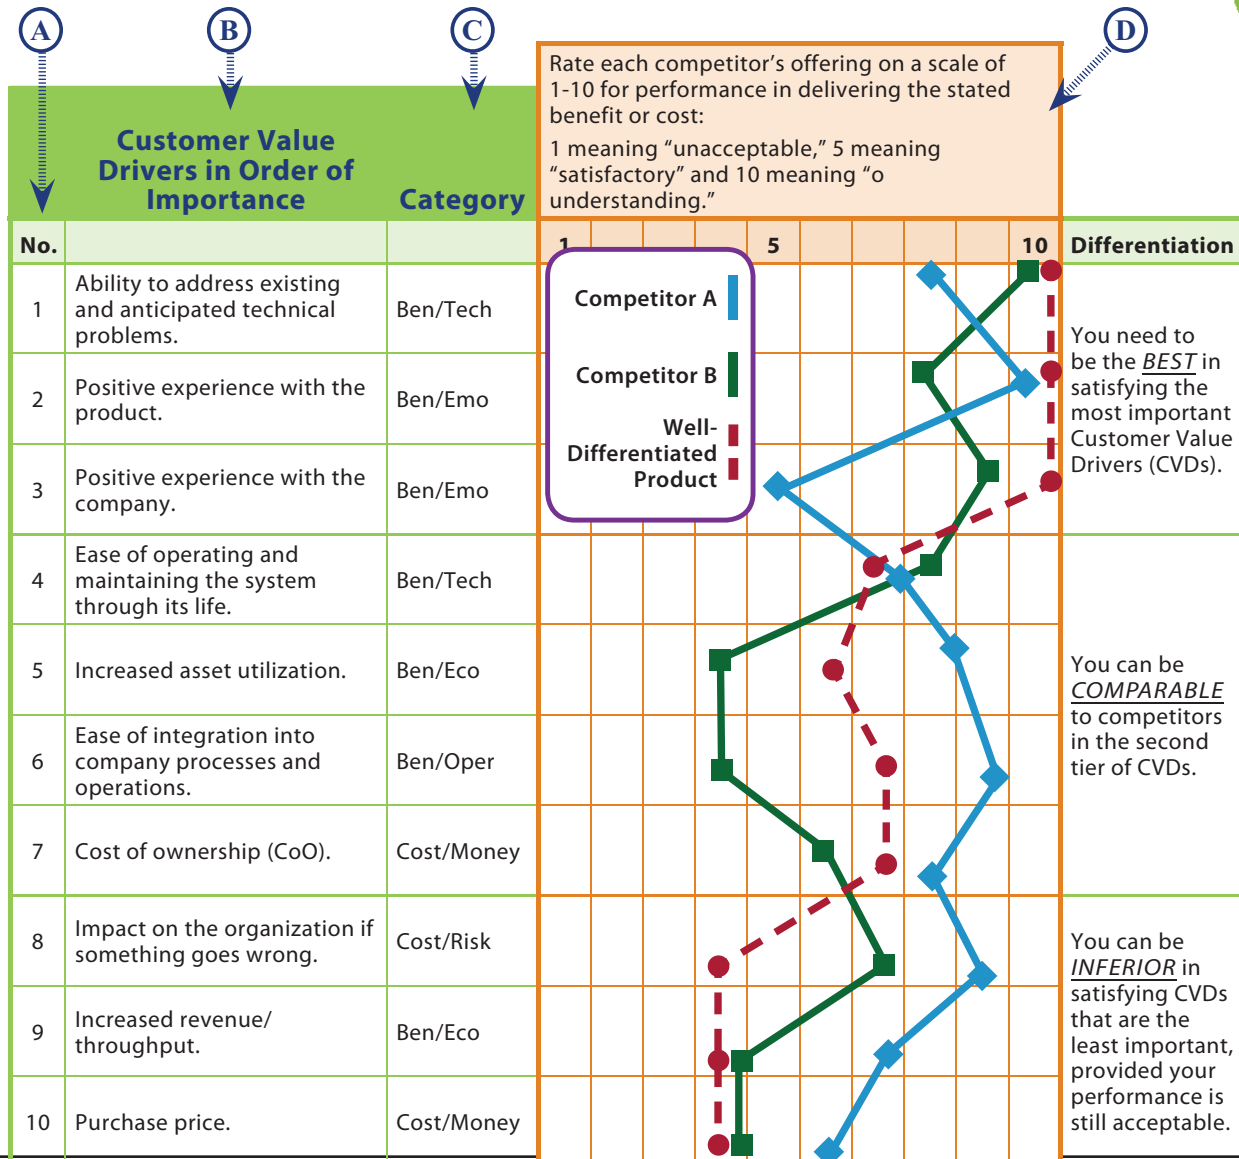 A
B
C
D
Customer Value
Drivers in Order of
Importance
Category
Rate each competitor’s offering on a scale of
1-10 for performance in delivering the stated
benefit or cost:
1 meaning “unacceptable,” 5 meaning
“satisfactory” and 10 meaning “o
understanding.”
No.
1
5
10
Differentiation
Competitor A
Competitor B
Well-
Differentiated
Product
1
Ability to address existing
and anticipated technical
problems.
Ben/Tech
2
Positive experience with the
product.
Ben/Emo
3
Positive experience with the
company.
Ben/Emo
You need to
be the BEST in
satisfying the
most important
Customer Value
Drivers (CVDs).
4
Ease of operating and
maintaining the system
through its life.
Ben/Tech
5
Increased asset utilization.
Ben/Eco
6
Ease of integration into
company processes and
operations.
Ben/Oper
7
Cost of ownership (CoO).
Cost/Money
You can be
COMPARABLE
to competitors
in the second
tier of CVDs.
8
Impact on the organization if
something goes wrong.
Cost/Risk
9
Increased revenue/
throughput.
Ben/Eco
10
Purchase price.
Cost/Money
You can be
INFERIOR in
satisfying CVDs
that are the
least important,
provided your
performance is
still acceptable.